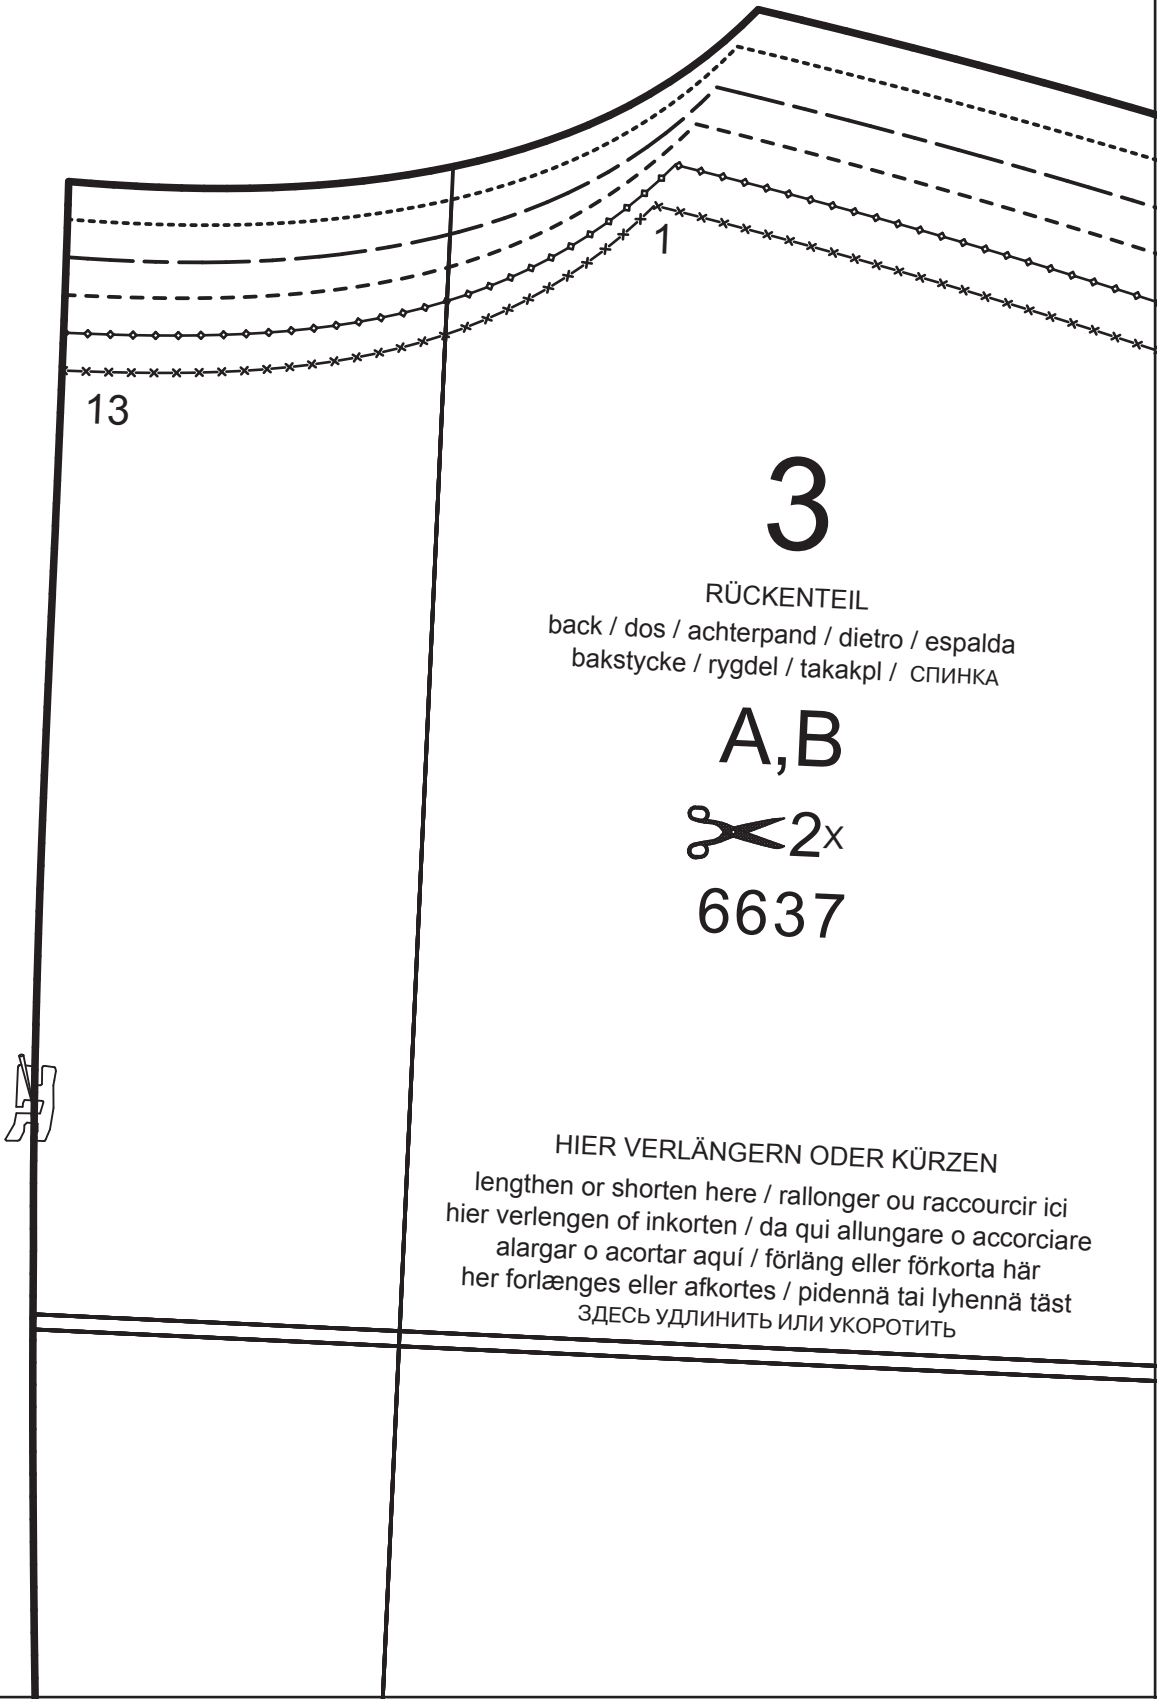 1
13
3
RÜCKENTEIL
back / dos / achterpand / dietro / espalda
bakstycke / rygdel / takakpl / СПИНКА
A,B
2x
6637
HIER VERLÄNGERN ODER KÜRZEN
lengthen or shorten here / rallonger ou raccourcir ici
hier verlengen of inkorten / da qui allungare o accorciare
alargar o acortar aquí / förläng eller förkorta här
her forlænges eller afkortes / pidennä tai lyhennä täst
ЗДЕСЬ УДЛИНИТЬ ИЛИ УКОРОТИТЬ